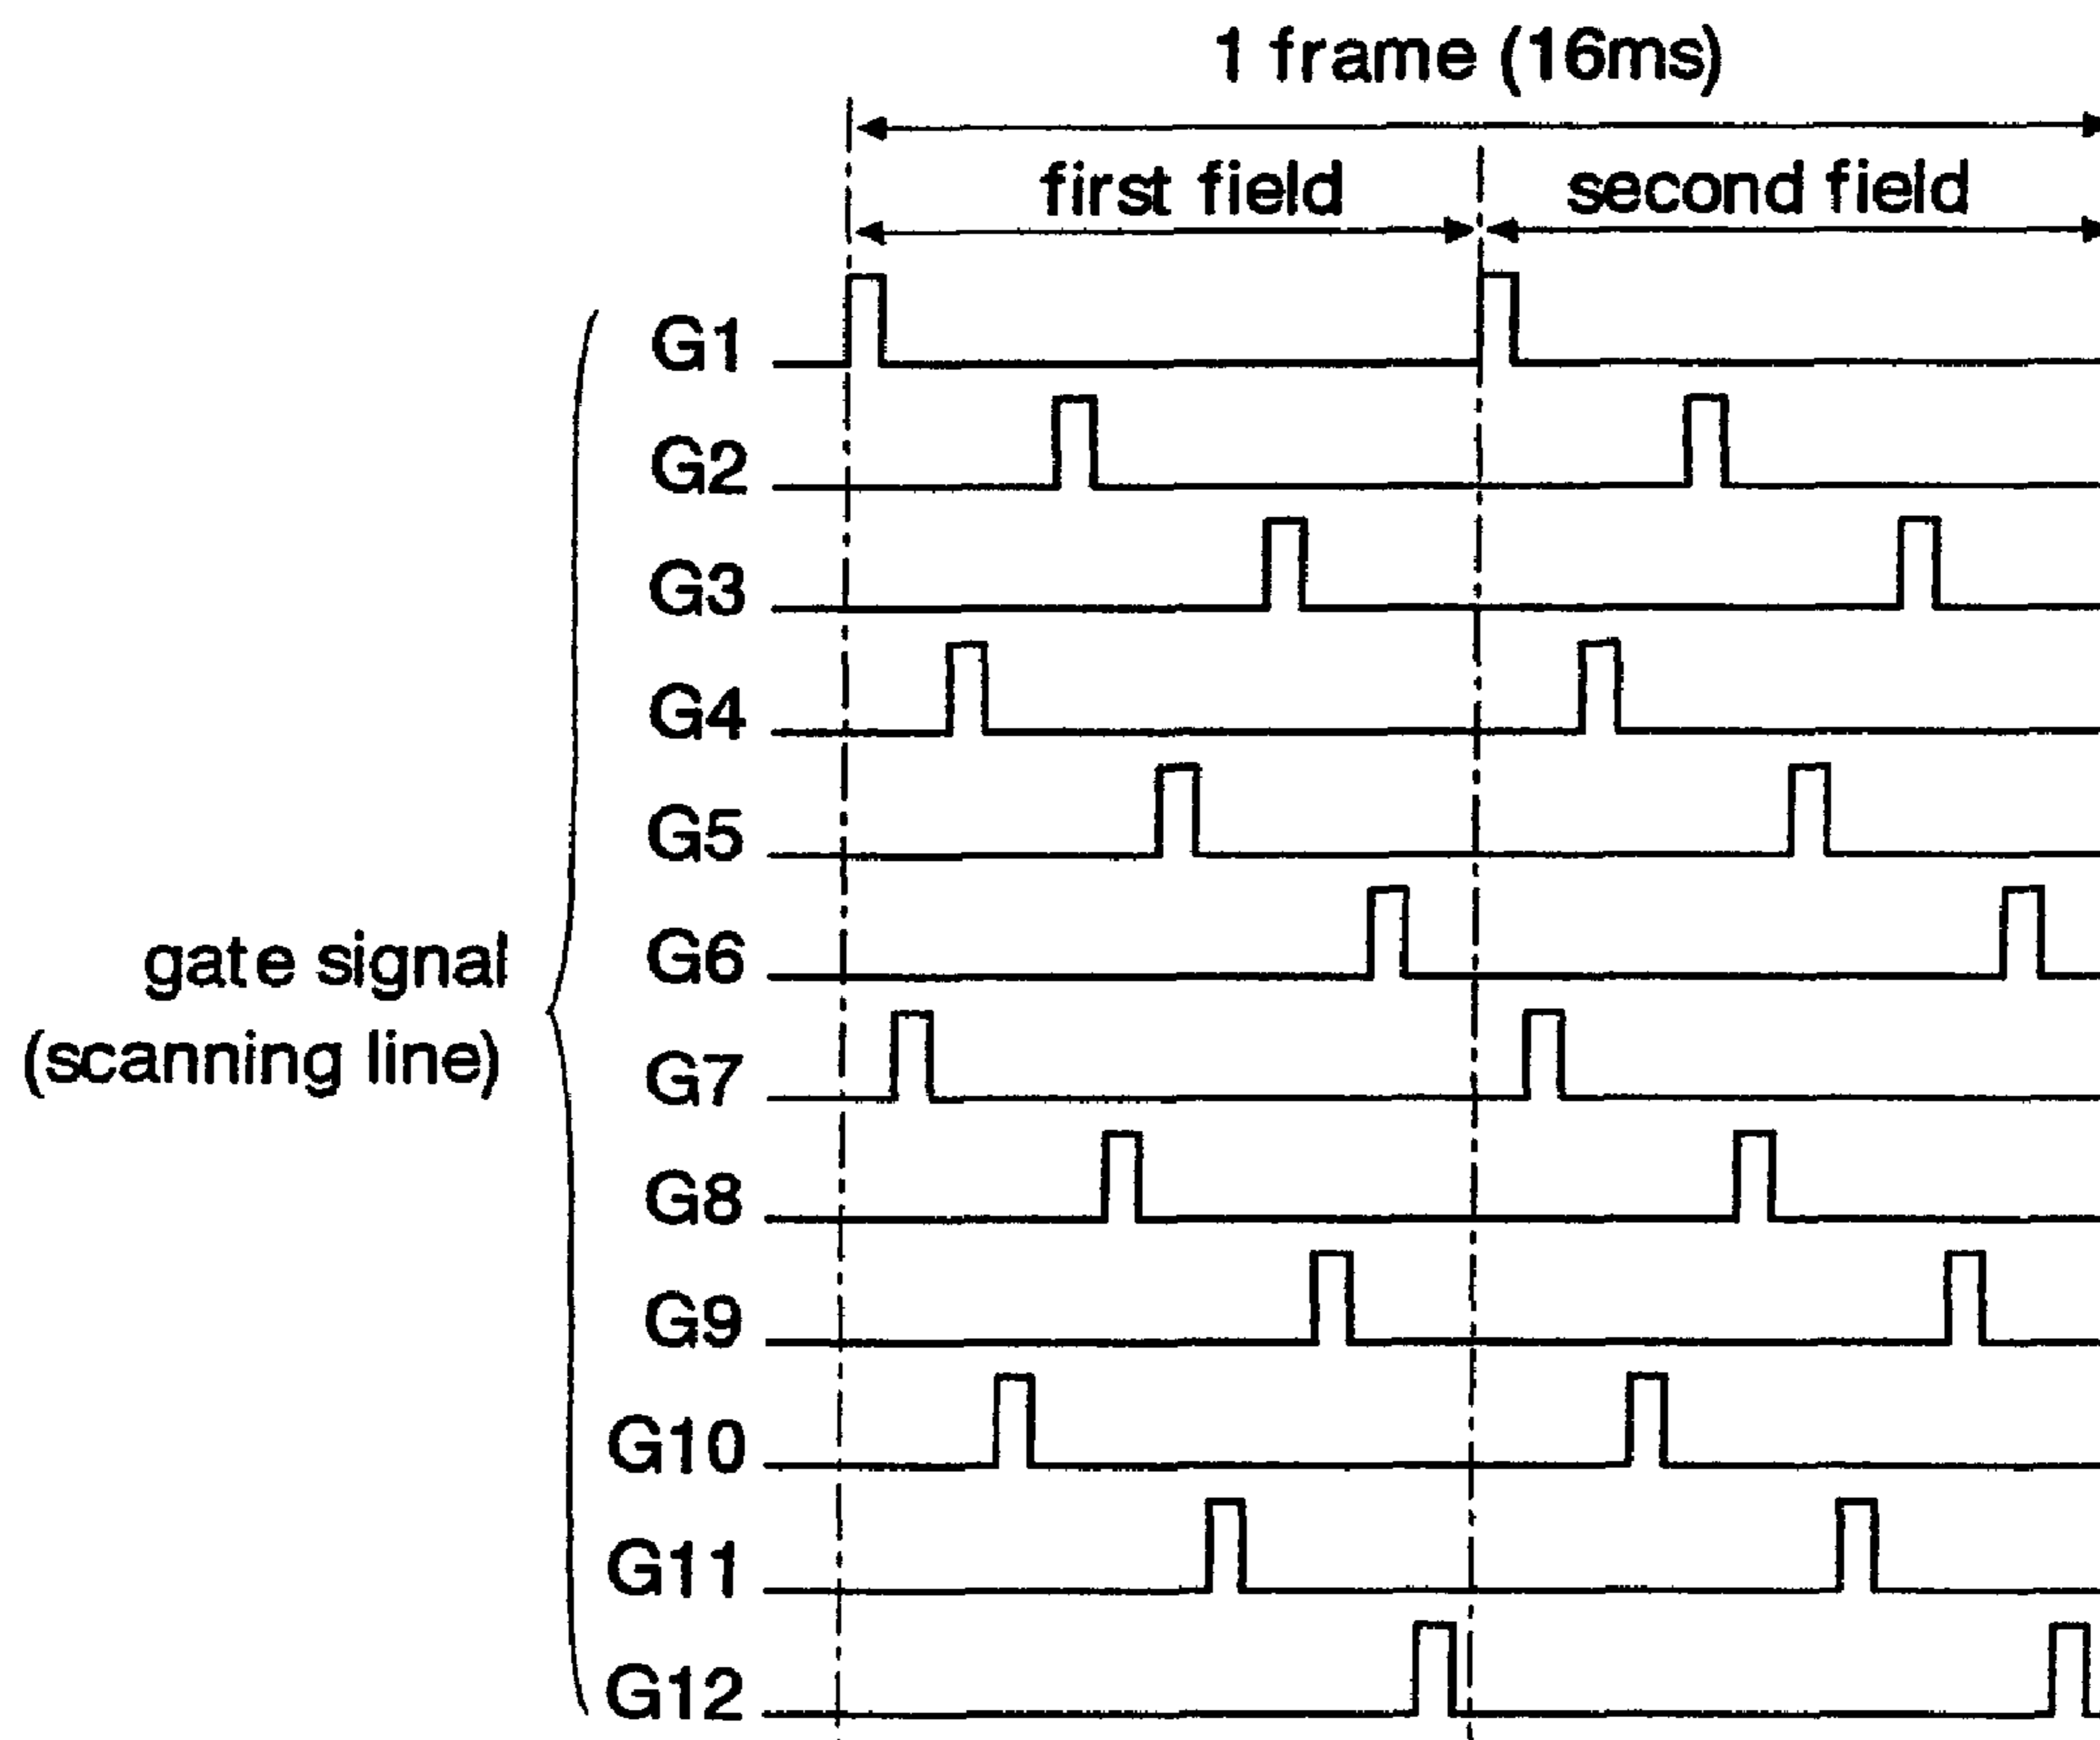 1 frame (16ms)
first field
second field
G1
G2
G3
G4
G5
G6
gate signal
(scanning line)
G7
G8
G9
G10
G11
G12